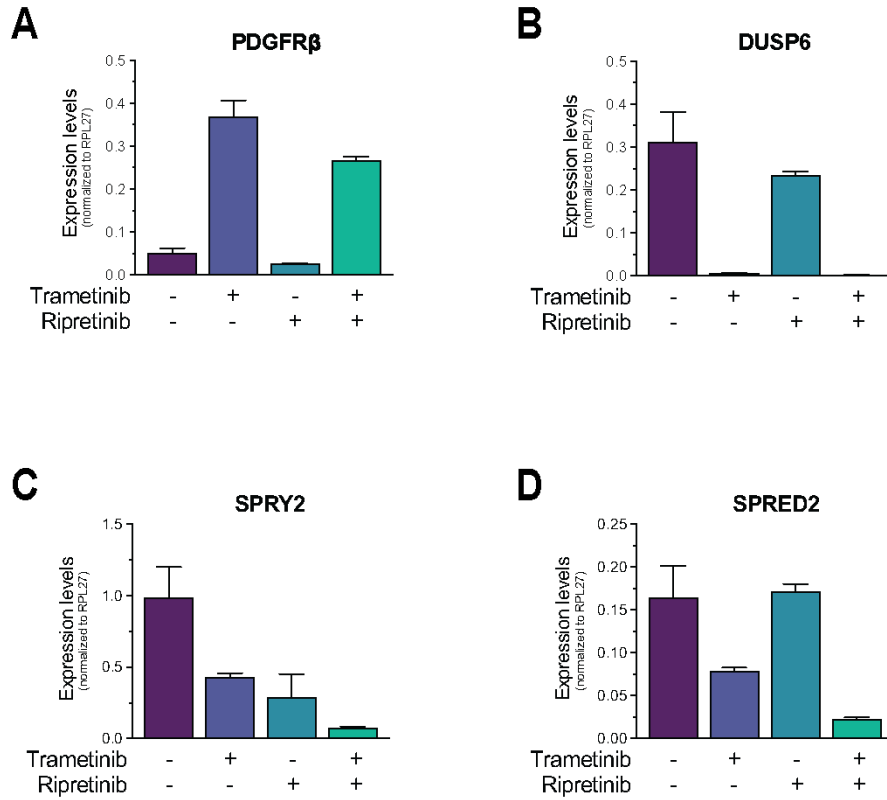 A
PDGFRβ
Expression levels
(normalized to RPL27)
0.5
0.4
0.3
0.2
0.1
0.0
Trametinib - + - +
Ripretinib - - + +
B
DUSP6
Expression levels
(normalized to RPL27)
0.5
0.4
0.3
0.2
0.1
0.0
Trametinib - + - +
Ripretinib - - + +
C
SPRY2
Expression levels
(normalized to RPL27)
1.5
1.0
0.5
0.0
Trametinib - + - +
Ripretinib - - + +
D
SPRED2
Expression levels
(normalized to RPL27)
0.25
0.20
0.15
0.10
0.05
0.00
Trametinib - + - +
Ripretinib - - + +